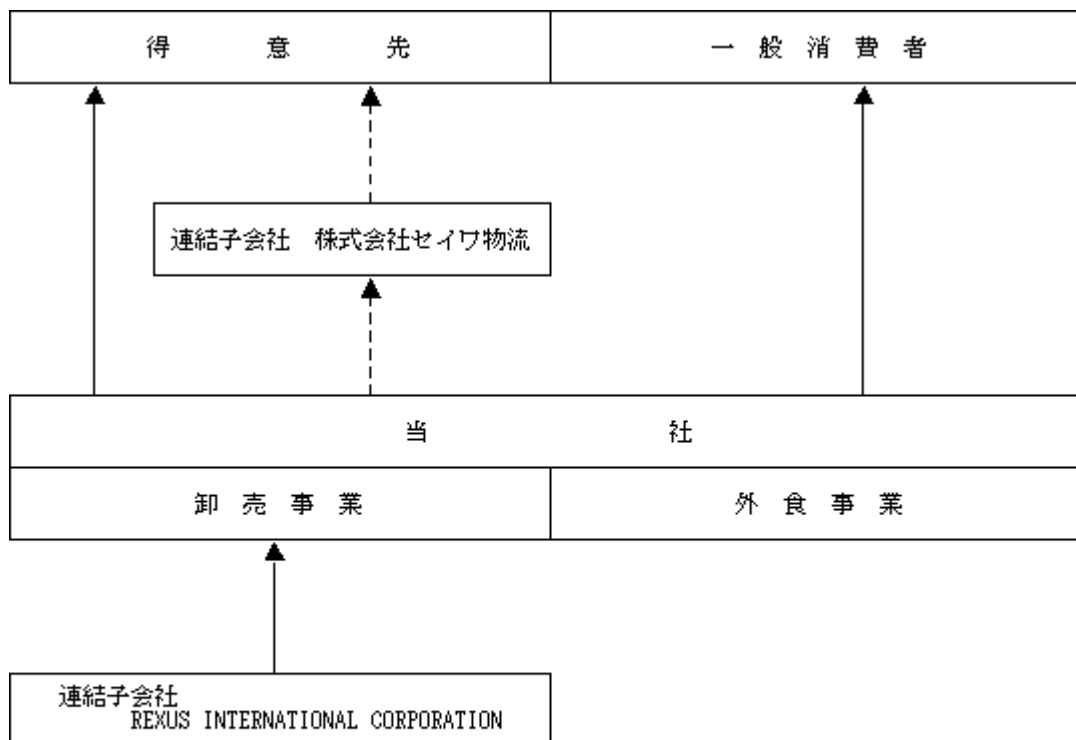 得意先
一般消費者
連結子会社　株式会社セイワ物流
当社
卸売事業
外食事業
連結子会社
REXUS INTERNATIONAL CORPORATION